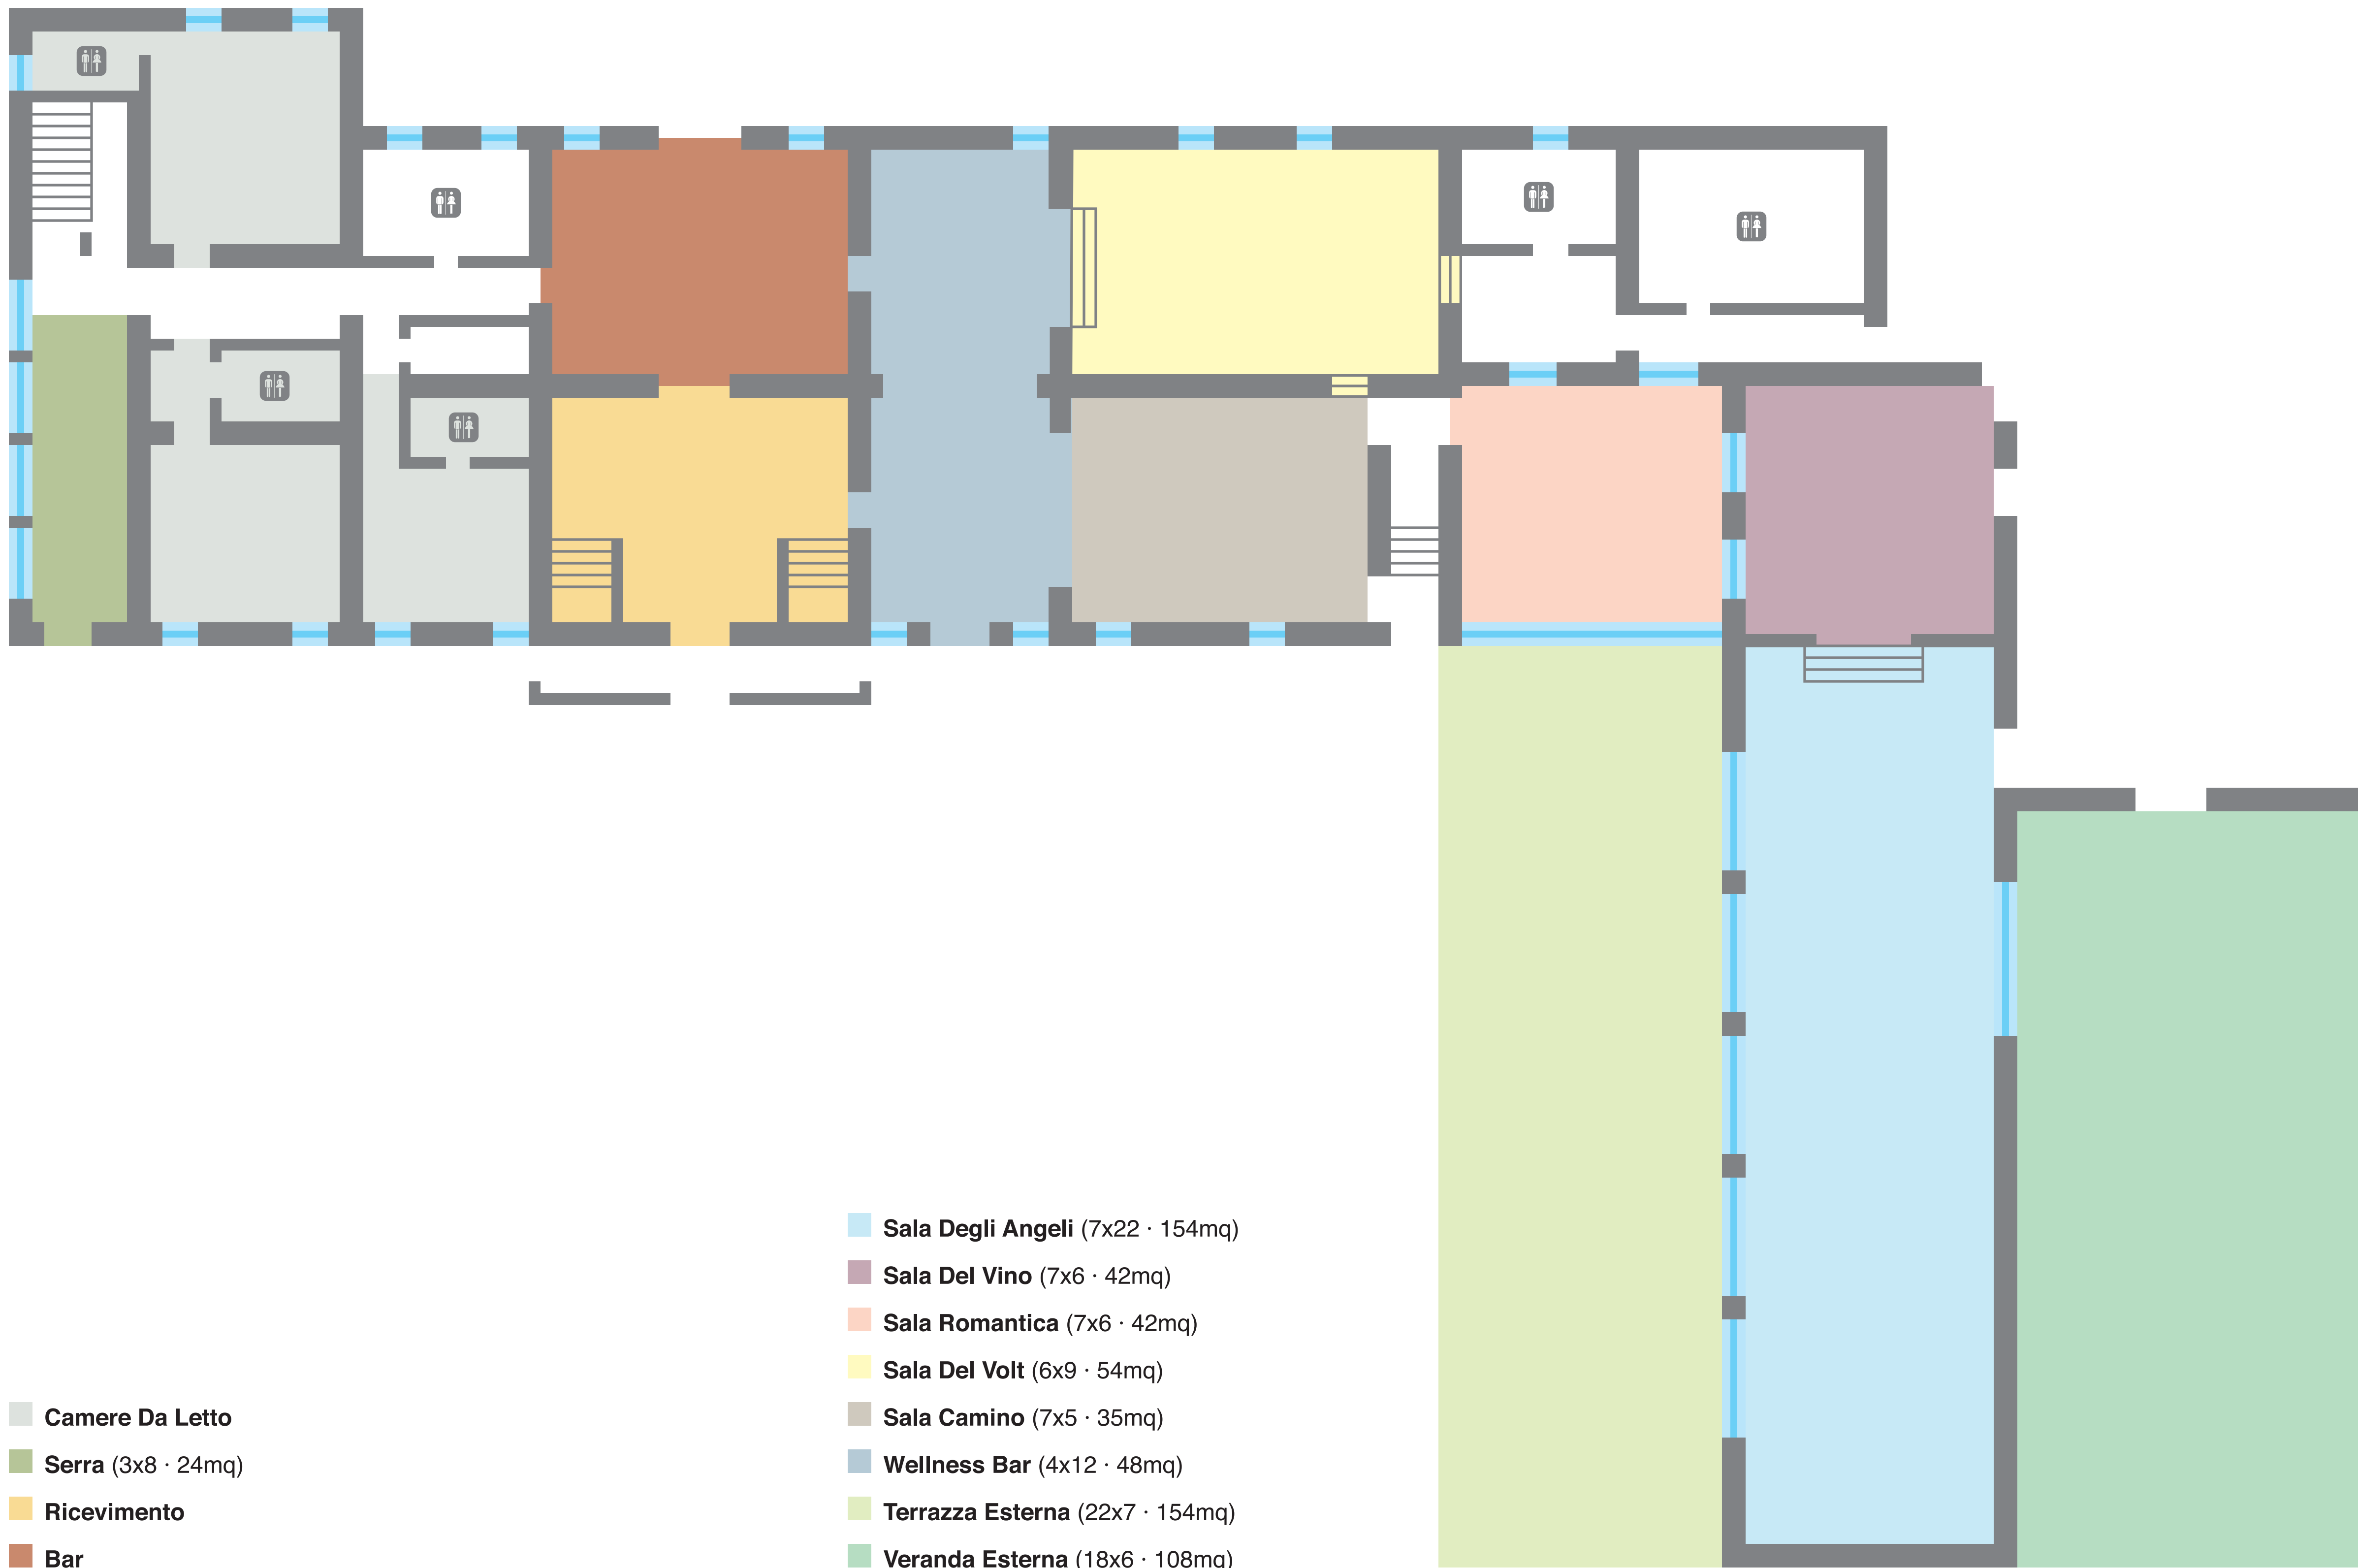 Camere Da Letto
Serra (3x8 · 24mq)
Ricevimento
Bar
Sala Degli Angeli (7x22 · 154mq)
Sala Del Vino (7x6 · 42mq)
Sala Romantica (7x6 · 42mq)
Sala Del Volt (6x9 · 54mq)
Sala Camino (7x5 · 35mq)
Wellness Bar (4x12 · 48mq)
Terrazza Esterna (22x7 · 154mq)
Veranda Esterna (18x6 · 108mq)